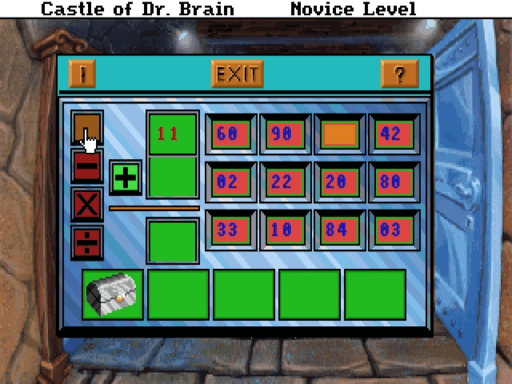 Castle of Dr. Brain Novice Level
I EXIT ?
11 60 90 42
−
+
02 22 20 80
×
33 10 84 03
÷